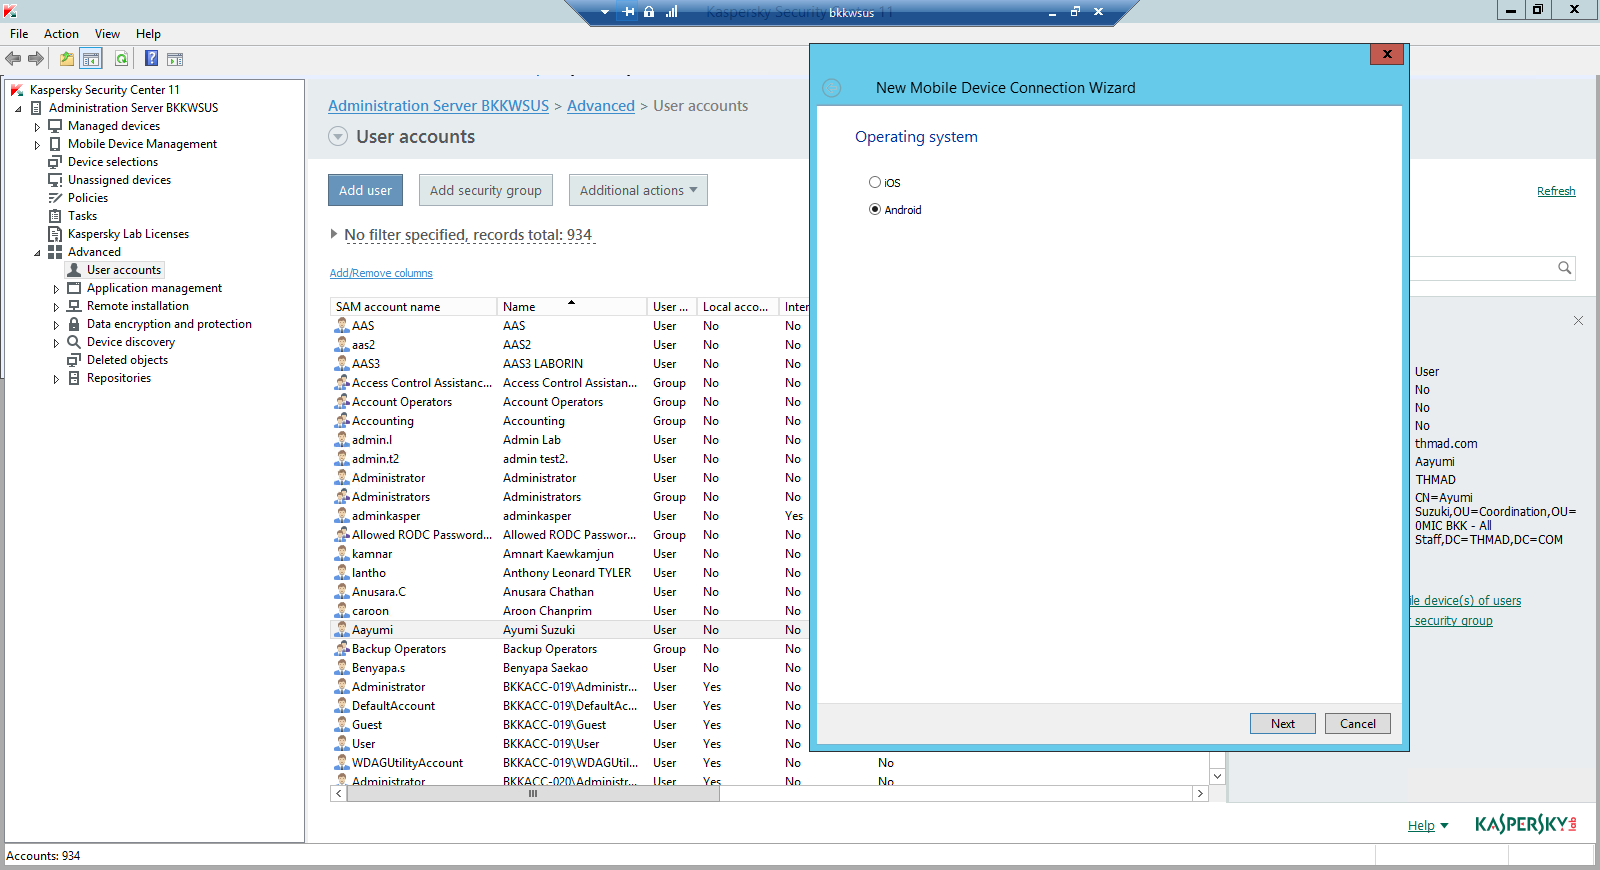 Kaspersky Security Center 11
bkkwsus
File Action View Help
Kaspersky Security Center 11
Administration Server BKKWSUS
Managed devices
Mobile Device Management
Device selections
Unassigned devices
Policies
Tasks
Kaspersky Lab Licenses
Advanced
User accounts
Application management
Remote installation
Data encryption and protection
Device discovery
Deleted objects
Repositories
Administration Server BKKWSUS > Advanced > User accounts
User accounts
Add user Add security group Additional actions
No filter specified, records total: 934
Add/Remove columns
SAM account name Name User ... Local acco... Inter
AAS AAS User No No
aas2 AAS2 User No No
AAS3 AAS3 LABORIN User No No
Access Control Assistanc... Access Control Assistan... Group No No
Account Operators Account Operators Group No No
Accounting Accounting Group No No
admin.l Admin Lab User No No
admin.t2 admin test2. User No No
Administrator Administrator User No No
Administrators Administrators Group No No
adminkasper adminkasper User No Yes
Allowed RODC Password... Allowed RODC Passwor... Group No No
kamnar Amnart Kaewkamjun User No No
lantho Anthony Leonard TYLER User No No
Anusara.C Anusara Chathan User No No
caroon Aroon Chanprim User No No
Aayumi Ayumi Suzuki User No No
Backup Operators Backup Operators Group No No
Benyapa.s Benyapa Saekao User No No
Administrator BKKACC-019\Administr... User Yes No
DefaultAccount BKKACC-019\DefaultAc... User Yes No
Guest BKKACC-019\Guest User Yes No
User BKKACC-019\User User Yes No
WDAGUtilityAccount BKKACC-019\WDAGUtil... User Yes No No
Administrator BKKACC-020\Administr... User Yes No No
New Mobile Device Connection Wizard
Operating system
iOS
Android
Next Cancel
Refresh
User
No
No
No
thmad.com
Aayumi
THMAD
CN=Ayumi
Suzuki,OU=Coordination,OU=
0MIC BKK - All
Staff,DC=THMAD,DC=COM
ile device(s) of users
security group
Help KASPERSKY lab
Accounts: 934